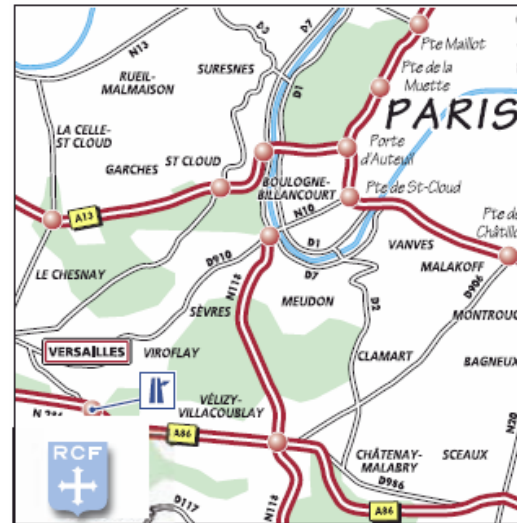 N13
D3
D7
Pte Maillot
SURESNES
RUEIL-
MALMAISON
D1
Pte de la
Muette
PARIS
LA CELLE-
ST CLOUD
ST CLOUD
GARCHES
Porte
d'Auteuil
BOULOGNE-
BILLANCOURT
Pte de St-Cloud
A13
N10
Pte de
Châtill
D910
D1
VANVES
LE CHESNAY
D7
MALAKOFF
N118
D906
SÈVRES
MEUDON
D2
MONTROUG
VERSAILLES
VIROFLAY
CLAMART
BAGNEUX
VÉLIZY-
VILLACOUBLAY
N20
A86
RCF
CHÂTENAY-
MALABRY
SCEAUX
D986
D117
N118
A86